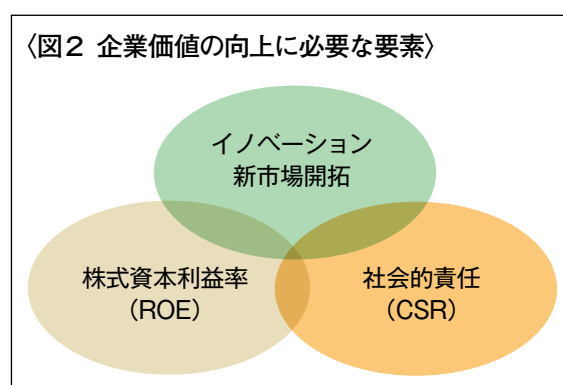 〈図2 企業価値の向上に必要な要素〉
イノベーション
新市場開拓
株式資本利益率
(ROE)
社会的責任
(CSR)